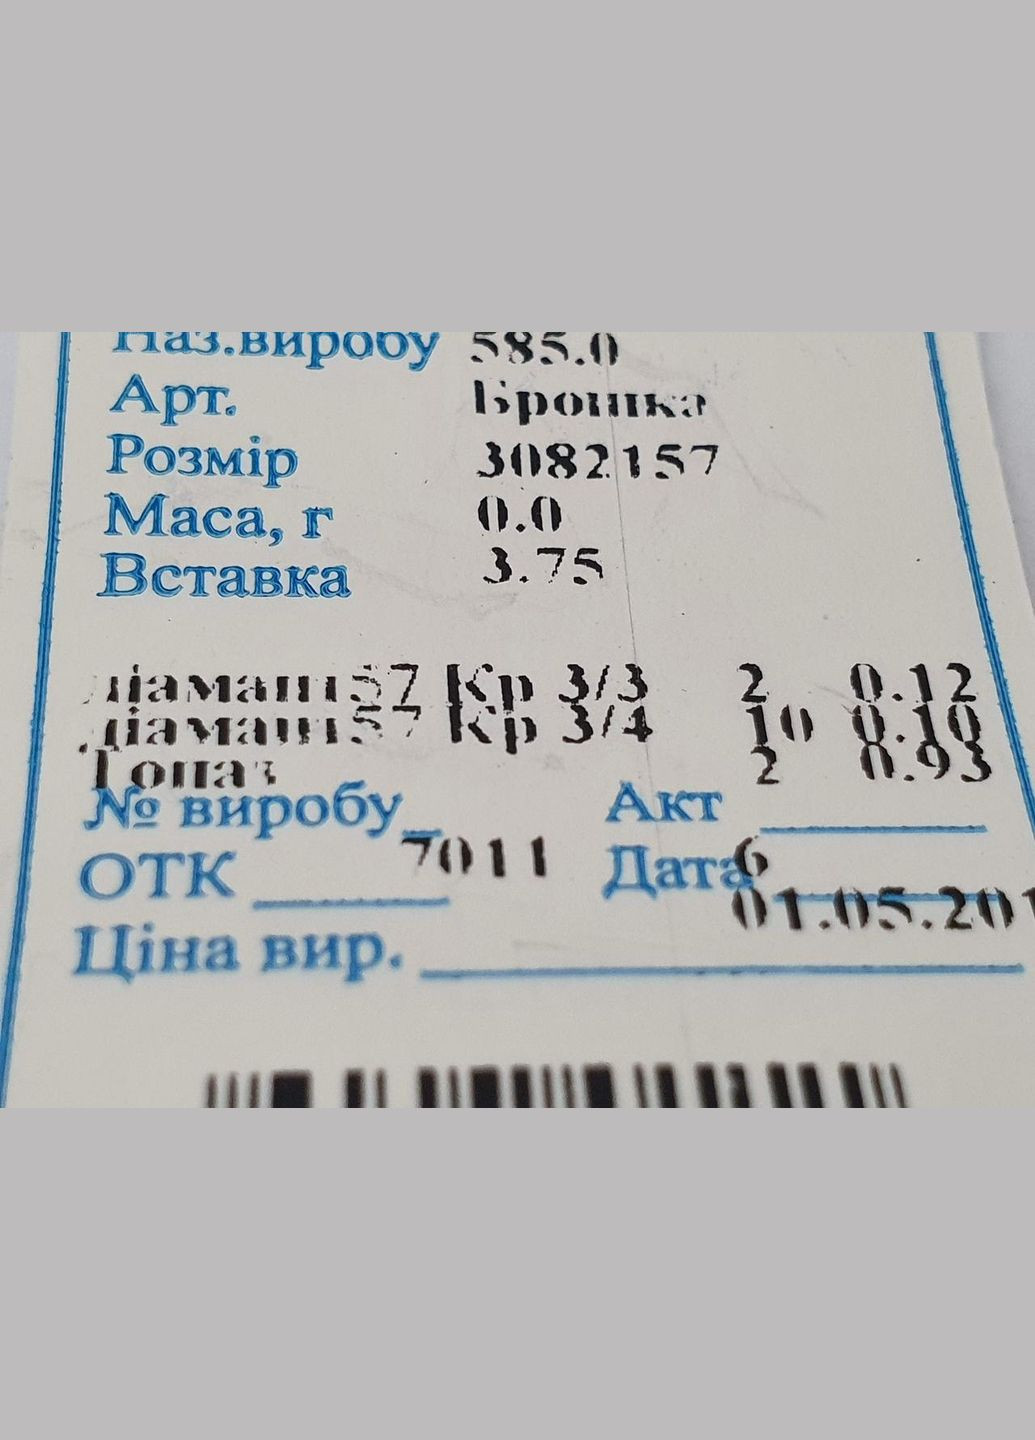 Наз.виробу 585.0
Арт. Брошка
Розмір 3082157
Маса, г 0.0
Вставка 3.75
діамант57 Кр 3/3 2 0.12
діамант57 Кр 3/4 10 0.10
Топаз 2 0.93
№ виробу Акт
7011 6
ОТК Дата
01.05.201
Ціна вир.